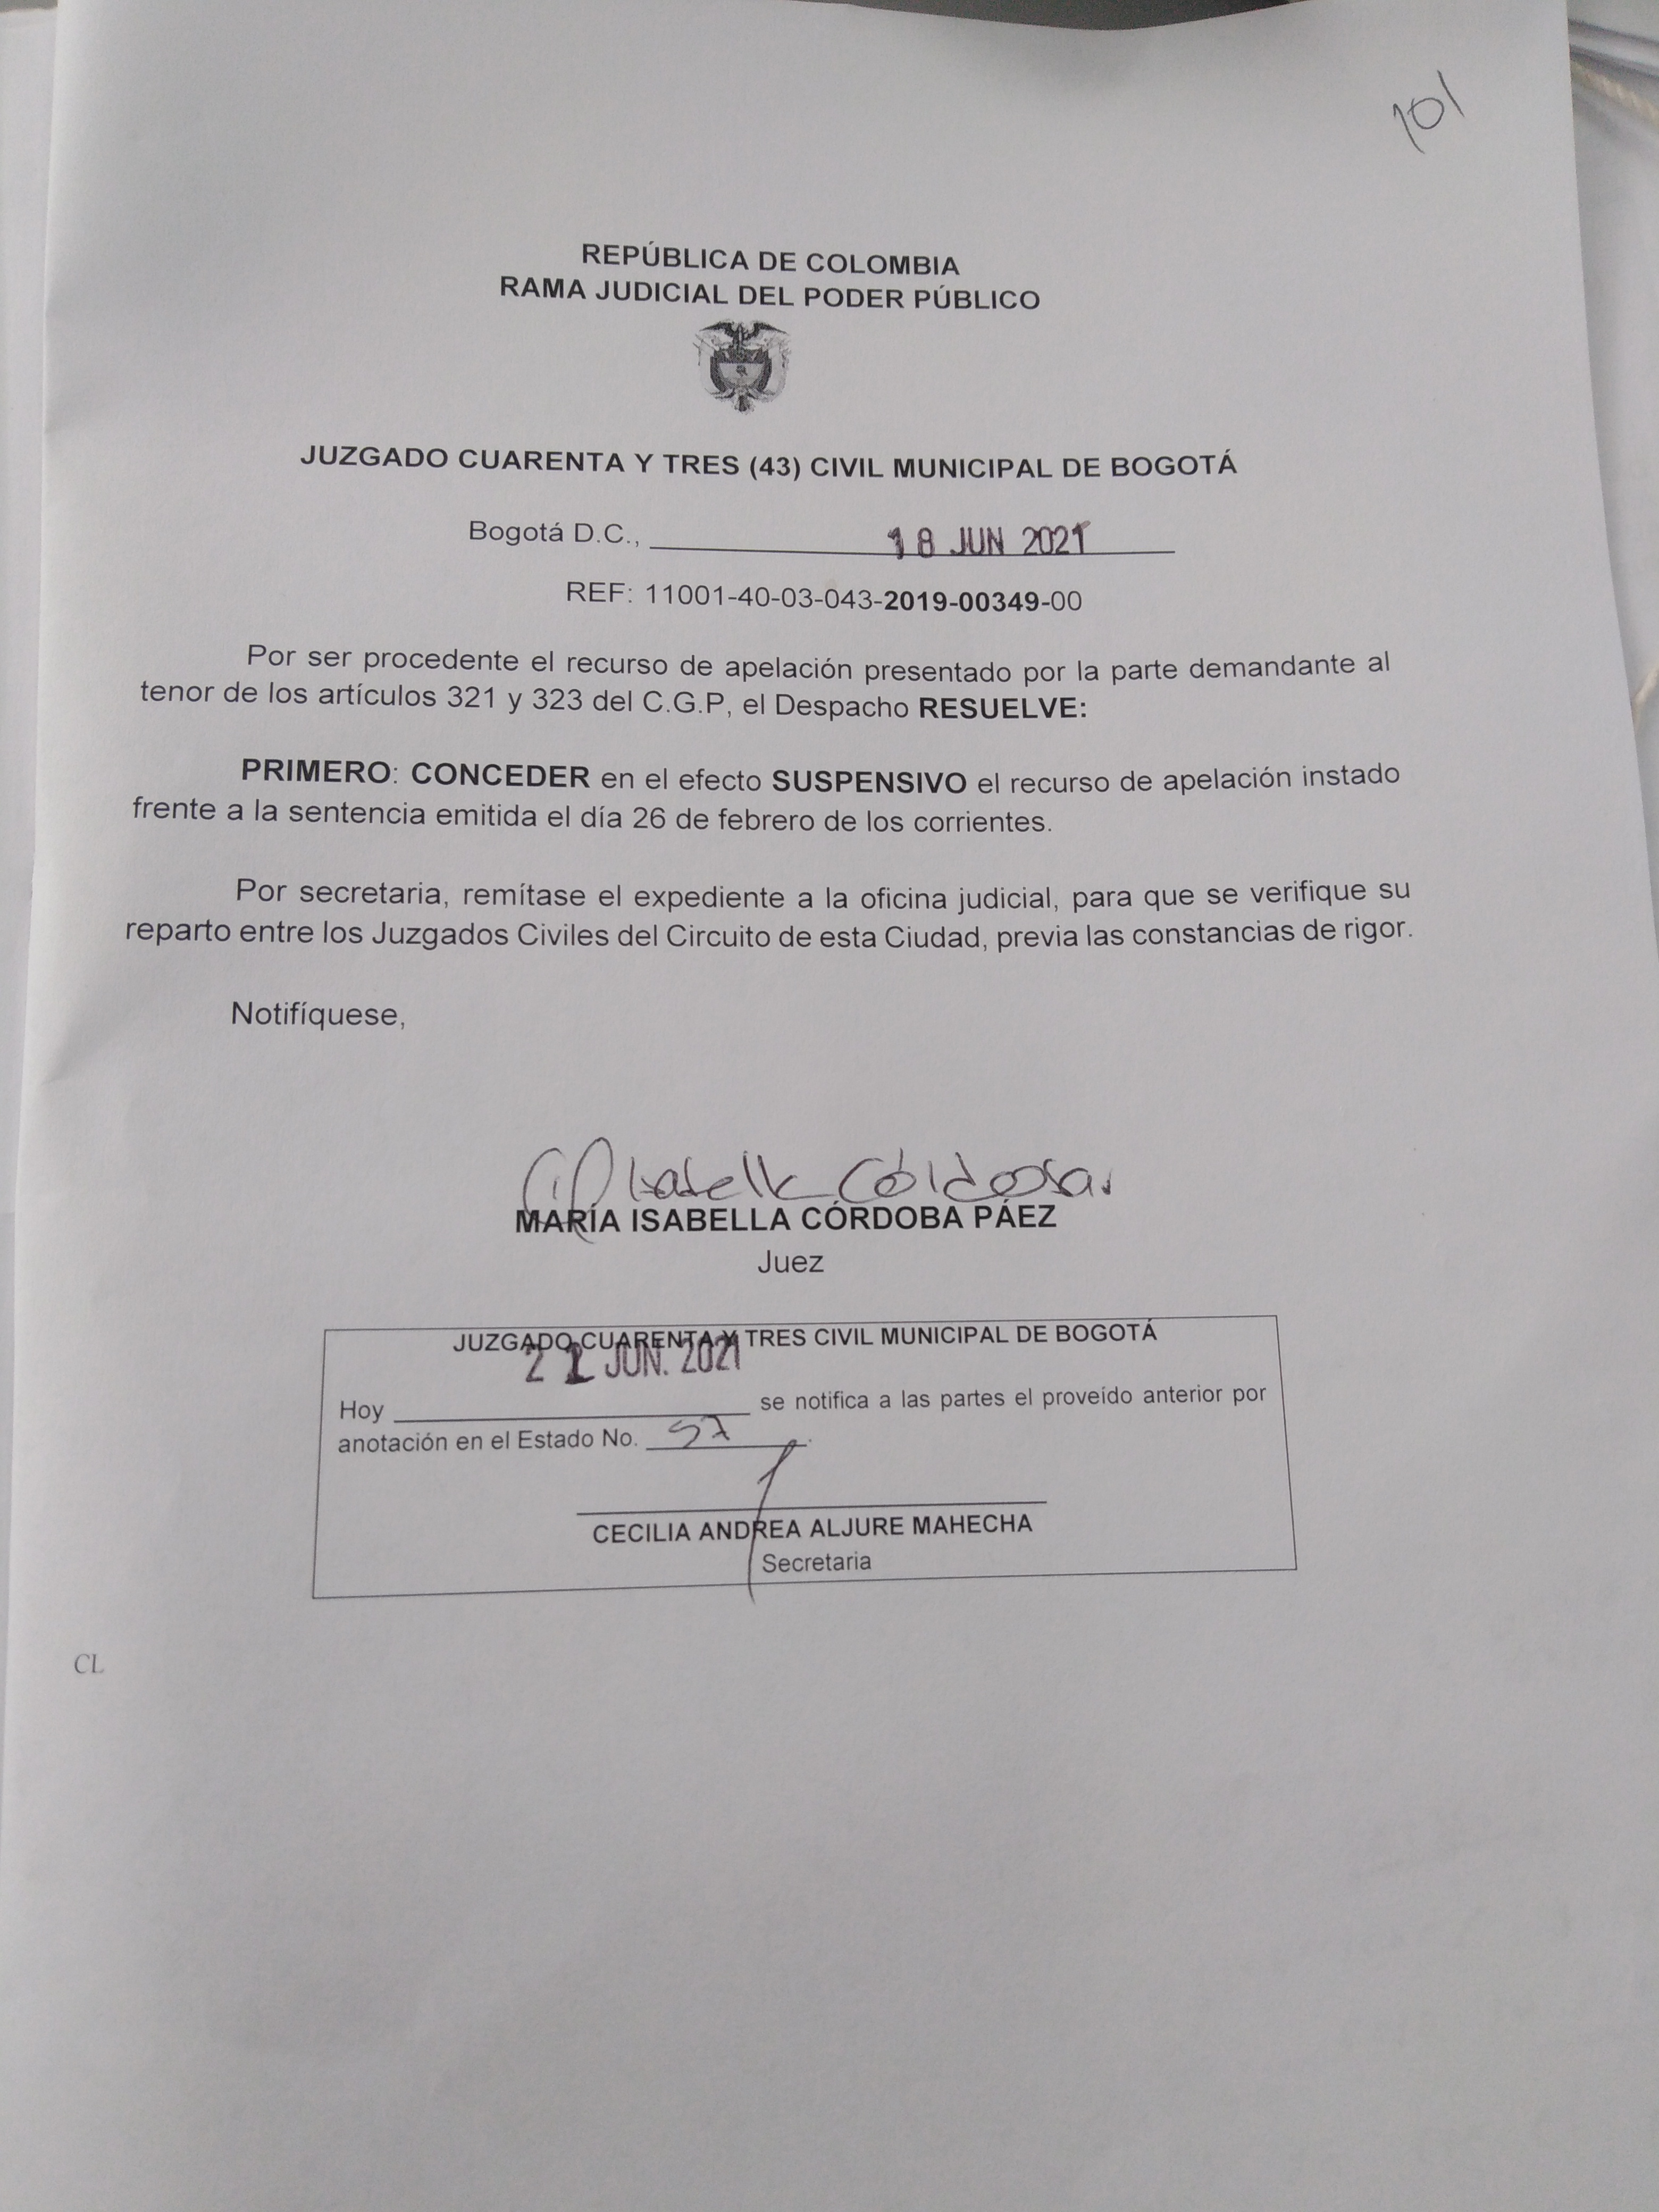 101
REPÚBLICA DE COLOMBIA
RAMA JUDICIAL DEL PODER PÚBLICO
JUZGADO CUARENTA Y TRES (43) CIVIL MUNICIPAL DE BOGOTÁ
Bogotá D.C., 18 JUN 2021
REF: 11001-40-03-043-2019-00349-00
Por ser procedente el recurso de apelación presentado por la parte demandante al
tenor de los artículos 321 y 323 del C.G.P, el Despacho RESUELVE:
PRIMERO: CONCEDER en el efecto SUSPENSIVO el recurso de apelación instado
frente a la sentencia emitida el día 26 de febrero de los corrientes.
Por secretaria, remítase el expediente a la oficina judicial, para que se verifique su
reparto entre los Juzgados Civiles del Circuito de esta Ciudad, previa las constancias de rigor.
Notifíquese,
Isabella Córdoba
MARÍA ISABELLA CÓRDOBA PÁEZ
Juez
JUZGADO CUARENTA Y TRES CIVIL MUNICIPAL DE BOGOTÁ
JUN. 2021
Hoy se notifica a las partes el proveído anterior por
anotación en el Estado No. 57.
CECILIA ANDREA ALJURE MAHECHA
Secretaria
CL